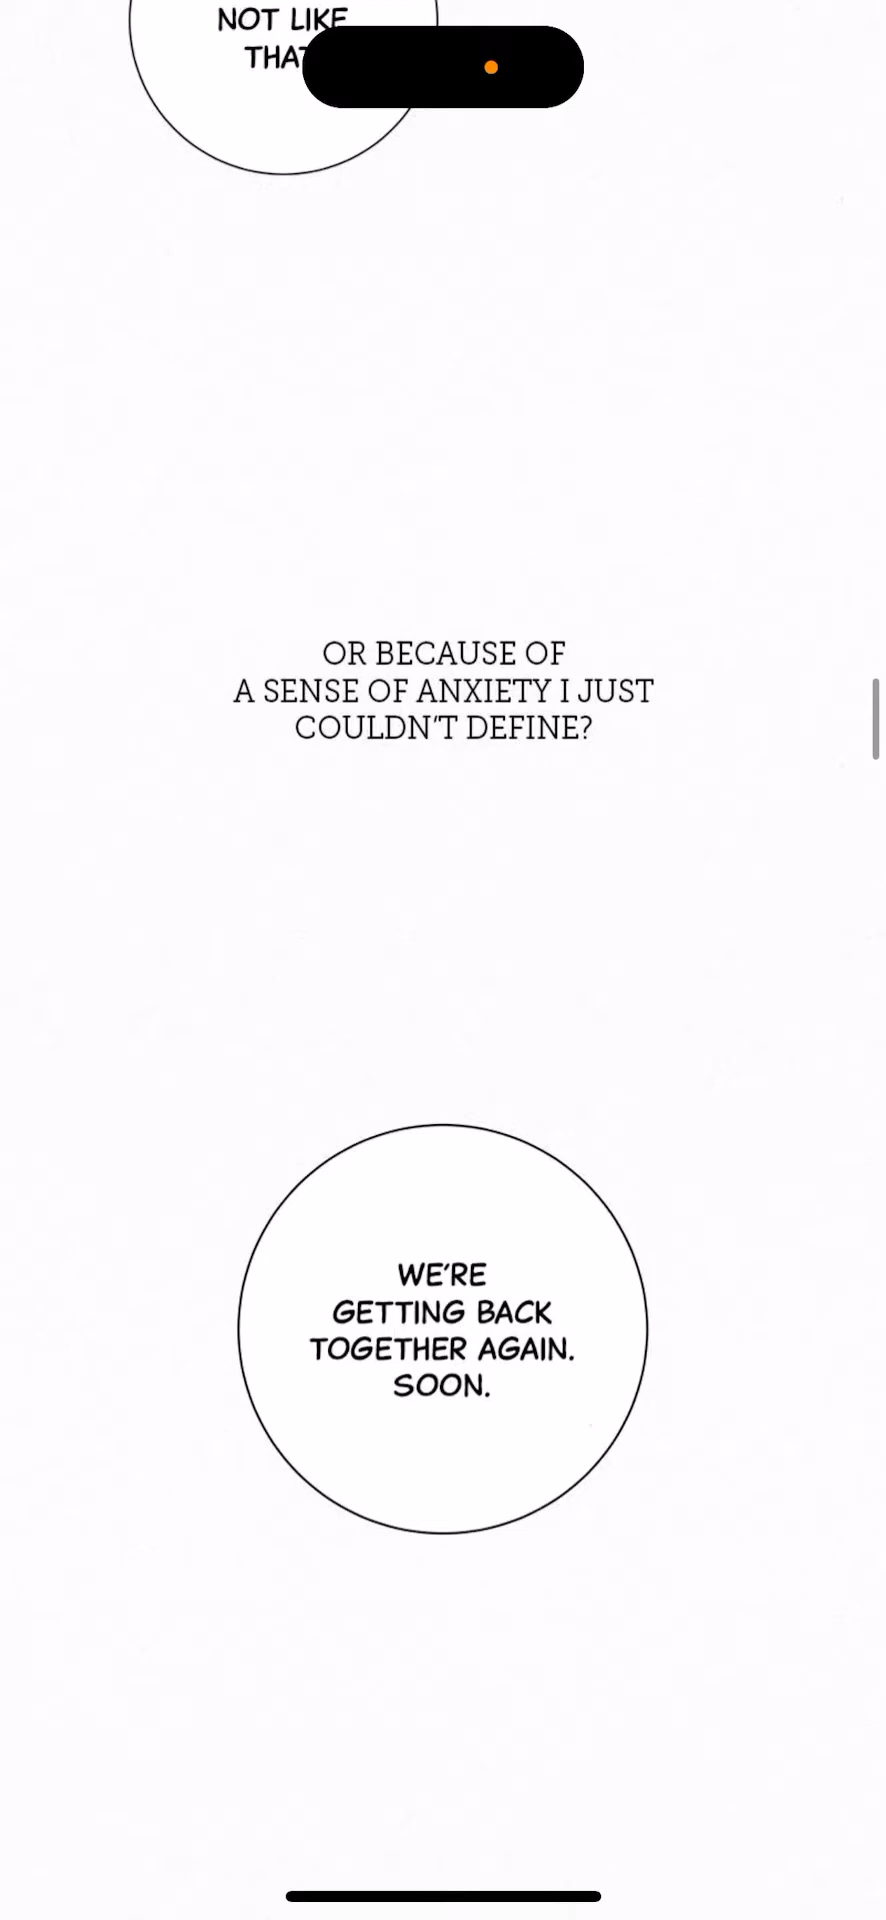 NOT LIKE
OR BECAUSE OF
A SENSE OF ANXIETY I JUST
COULDN'T DEFINE?
WE'RE
GETTING BACK
TOGETHER AGAIN.
SOON.